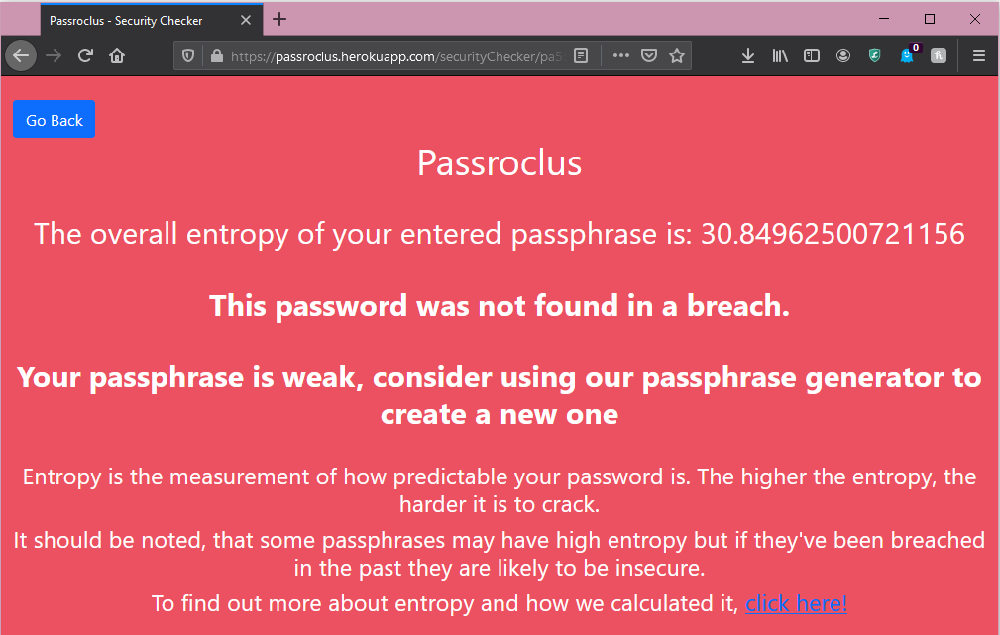 Passroclus - Security Checker
https://passroclus.herokuapp.com/securityChecker/pa5
0
Go Back
Passroclus
The overall entropy of your entered passphrase is: 30.84962500721156
This password was not found in a breach.
Your passphrase is weak, consider using our passphrase generator to
create a new one
Entropy is the measurement of how predictable your password is. The higher the entropy, the
harder it is to crack.
It should be noted, that some passphrases may have high entropy but if they've been breached
in the past they are likely to be insecure.
To find out more about entropy and how we calculated it, click here!